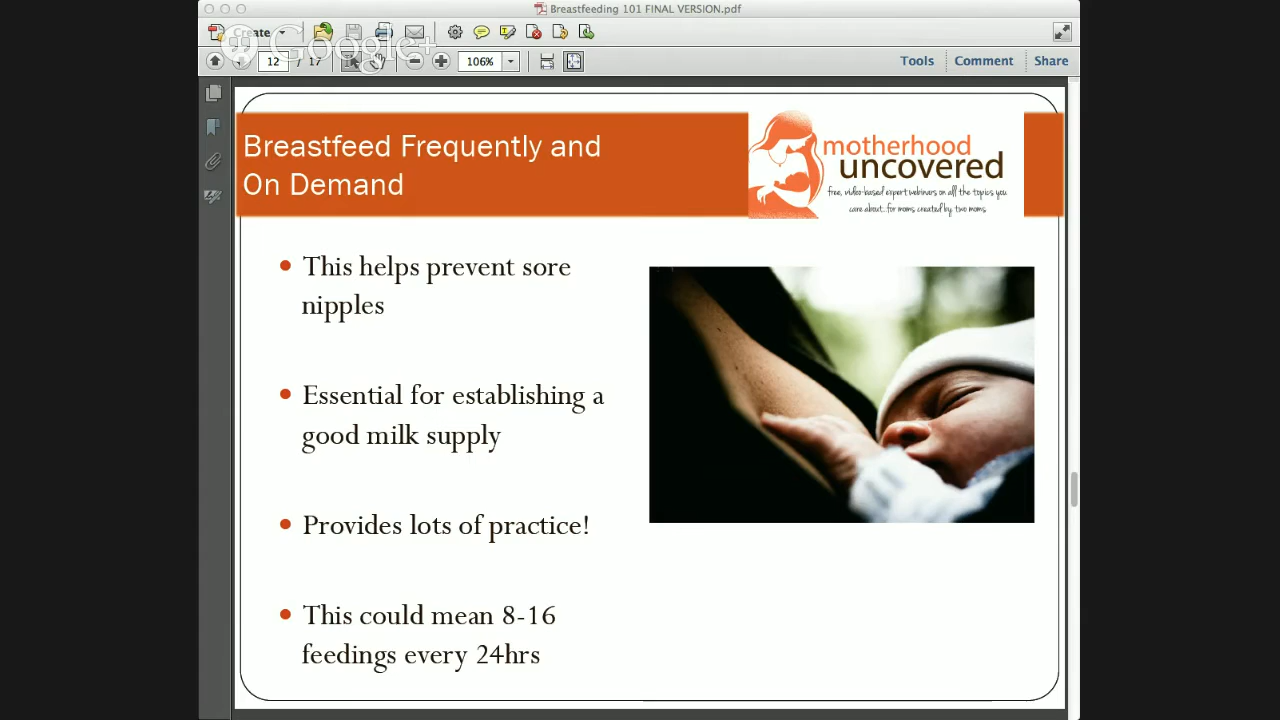 Breastfeeding 101 FINAL VERSION.pdf
Create
Google+
12 / 17
106%
Tools Comment Share
Breastfeed Frequently and
On Demand
motherhood
uncovered
free, video-based expert webinars on all the topics you
care about...for moms, created by two moms.
• This helps prevent sore
nipples
• Essential for establishing a
good milk supply
• Provides lots of practice!
• This could mean 8-16
feedings every 24hrs